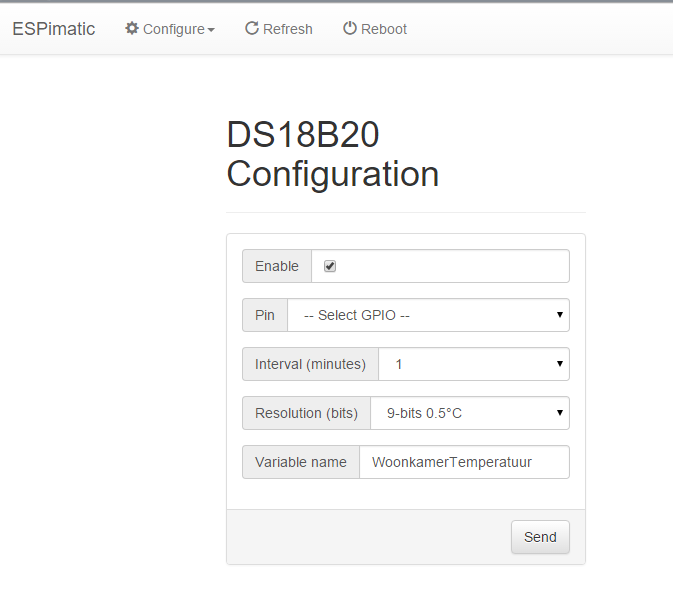 ESPimatic Configure Refresh Reboot
DS18B20
Configuration
Enable
Pin -- Select GPIO --
Interval (minutes) 1
Resolution (bits) 9-bits 0.5°C
Variable name WoonkamerTemperatuur
Send